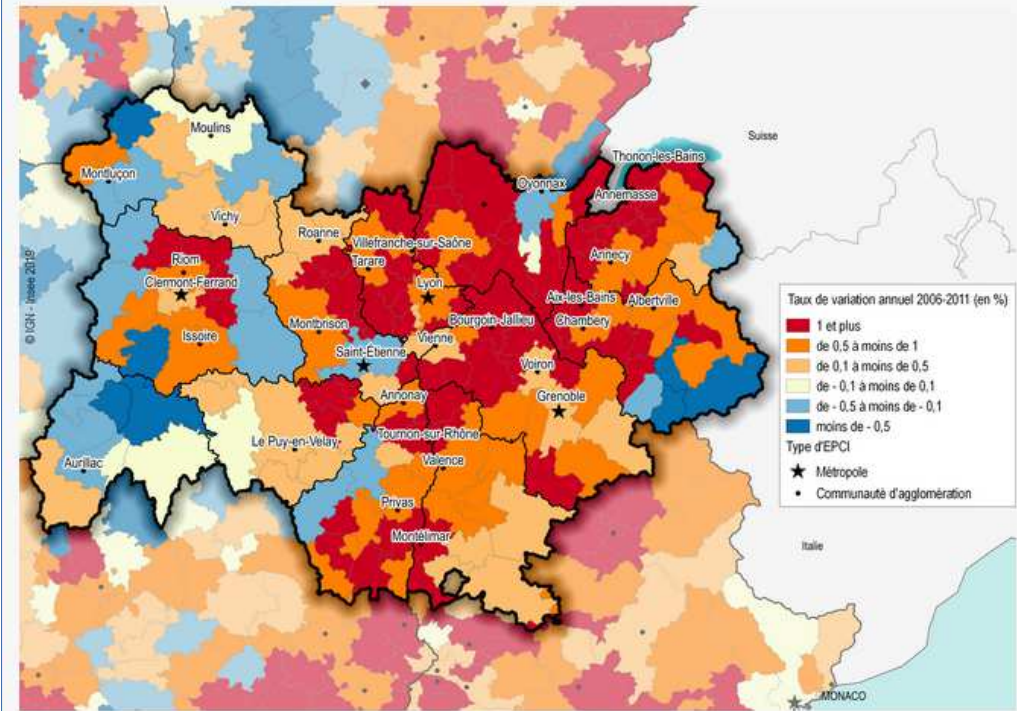 Suisse
Moulins
Thonon-les-Bains
Montluçon
Oyonnax
Annemasse
Vichy
Roanne
Villefranche-sur-Saône
Riom
Tarare
Annecy
© IGN - Insee 2019
Clermont-Ferrand
Lyon
Aix-les-Bains
Albertville
Taux de variation annuel 2006-2011 (en %)
1 et plus
de 0,5 à moins de 1
de 0,1 à moins de 0,5
de - 0,1 à moins de 0,1
de - 0,5 à moins de - 0,1
moins de - 0,5
Type d'EPCI
Métropole
Communauté d'agglomération
Montbrison
Bourgoin-Jallieu
Chambery
Issoire
Vienne
Saint-Étienne
Voiron
Annonay
Grenoble
Le Puy-en-Velay
Tournon-sur-Rhône
Aurillac
Valence
Privas
Montélimar
Italie
MONACO